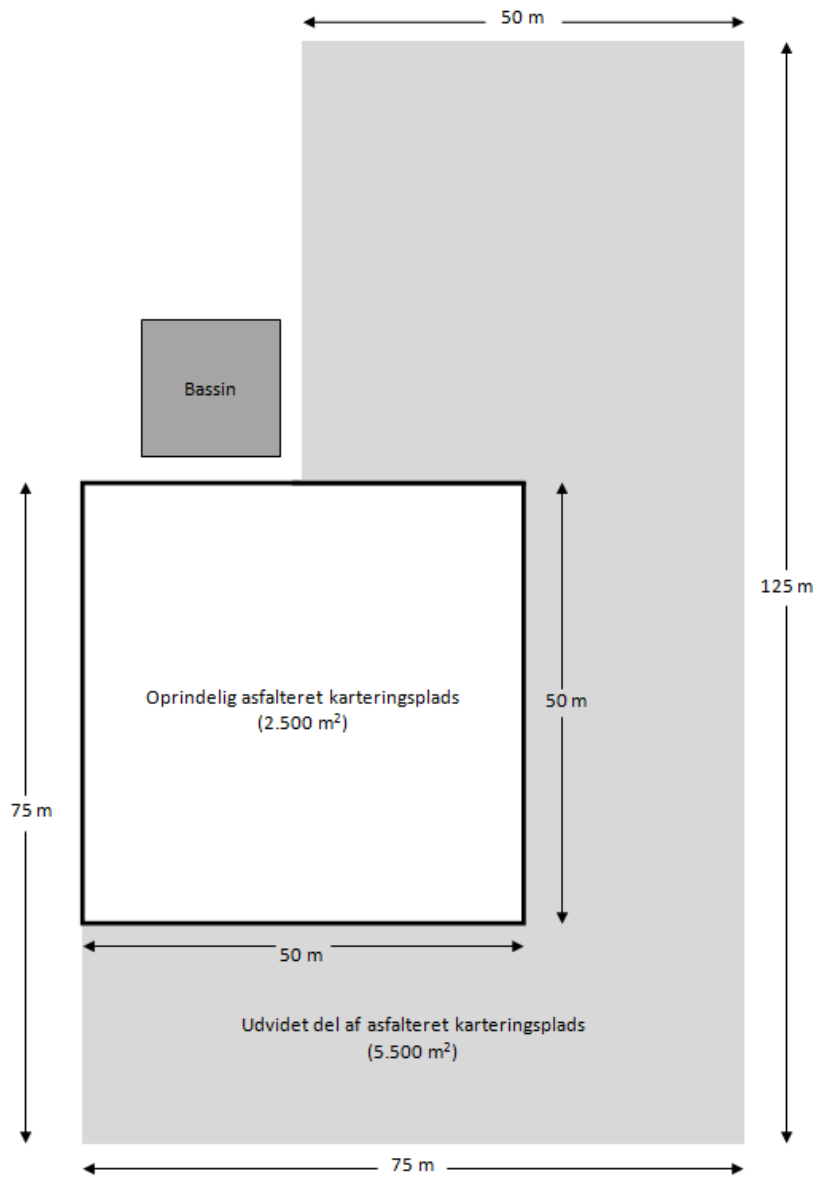 50 m
Bassin
125 m
Oprindelig asfalteret karteringsplads
(2.500 m²)
50 m
75 m
50 m
Udvidet del af asfalteret karteringsplads
(5.500 m²)
75 m